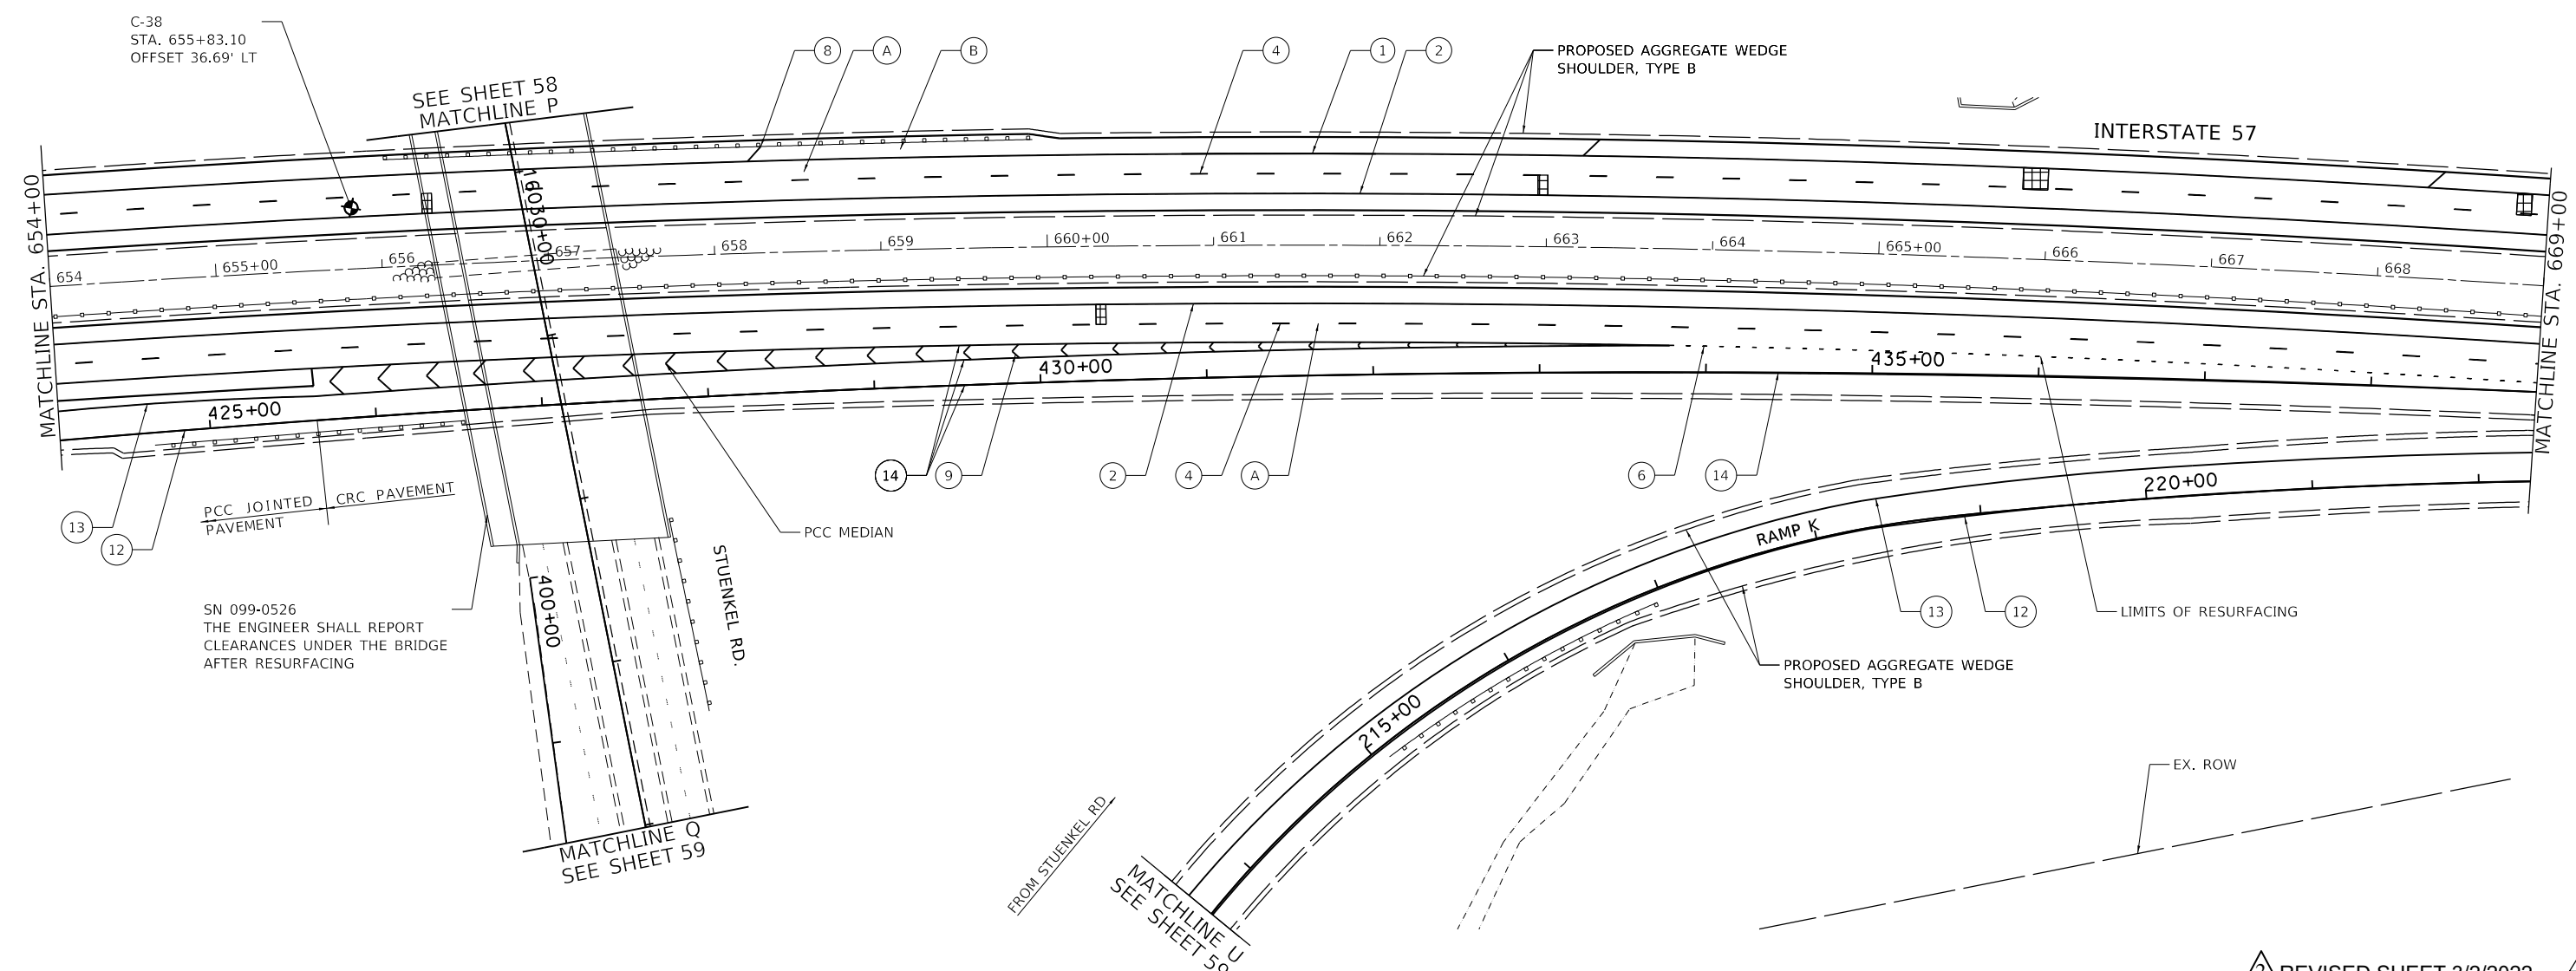 C-38
STA. 655+83.10
OFFSET 36.69' LT
SEE SHEET 58
MATCHLINE P
8
A
B
4
1
2
PROPOSED AGGREGATE WEDGE
SHOULDER, TYPE B
INTERSTATE 57
MATCHLINE STA. 654+00
MATCHLINE STA. 669+00
654
655+00
656
657
658
659
660+00
661
662
663
664
665+00
666
667
668
425+00
430+00
435+00
PCC JOINTED
PAVEMENT
CRC PAVEMENT
13
12
14
9
2
4
A
6
14
PCC MEDIAN
SN 099-0526
THE ENGINEER SHALL REPORT
CLEARANCES UNDER THE BRIDGE
AFTER RESURFACING
400+00
STUENKEL RD.
MATCHLINE Q
SEE SHEET 59
RAMP K
215+00
220+00
13
12
LIMITS OF RESURFACING
PROPOSED AGGREGATE WEDGE
SHOULDER, TYPE B
EX. ROW
FROM STUENKEL RD
MATCHLINE U
SEE SHEET 59